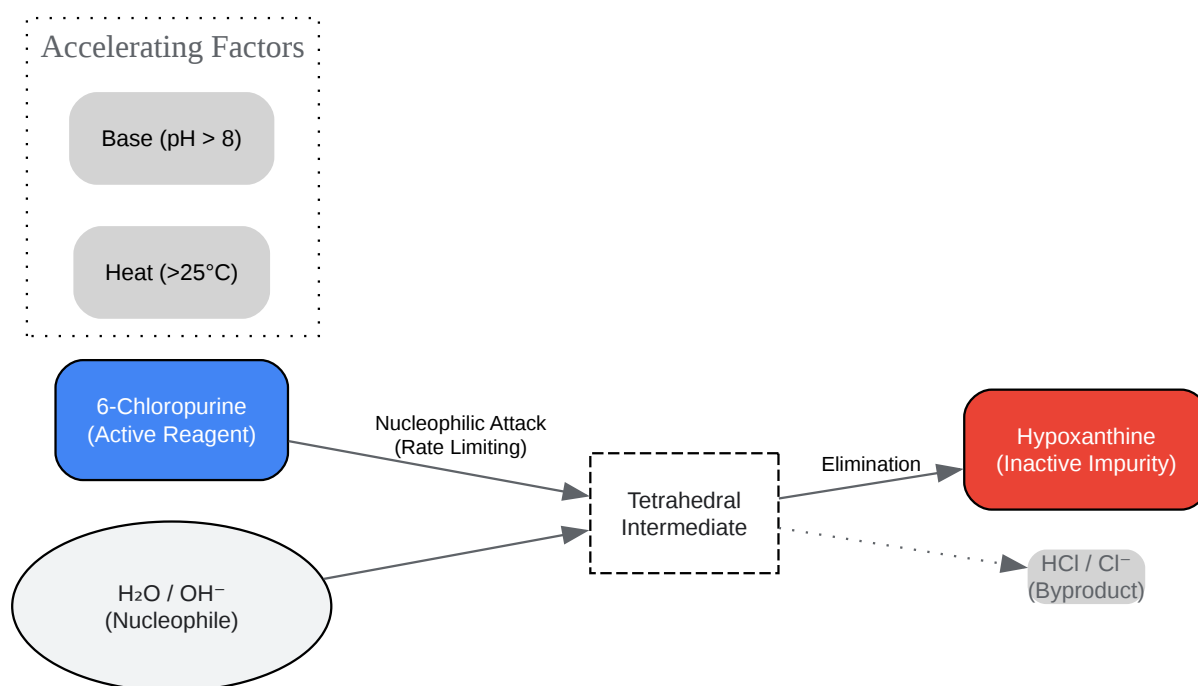 Accelerating Factors
Base (pH > 8)
Heat (>25°C)
6-Chloropurine
(Active Reagent)
Nucleophilic Attack
(Rate Limiting)
H₂O / OH⁻
(Nucleophile)
Tetrahedral
Intermediate
Elimination
Hypoxanthine
(Inactive Impurity)
HCl / Cl⁻
(Byproduct)